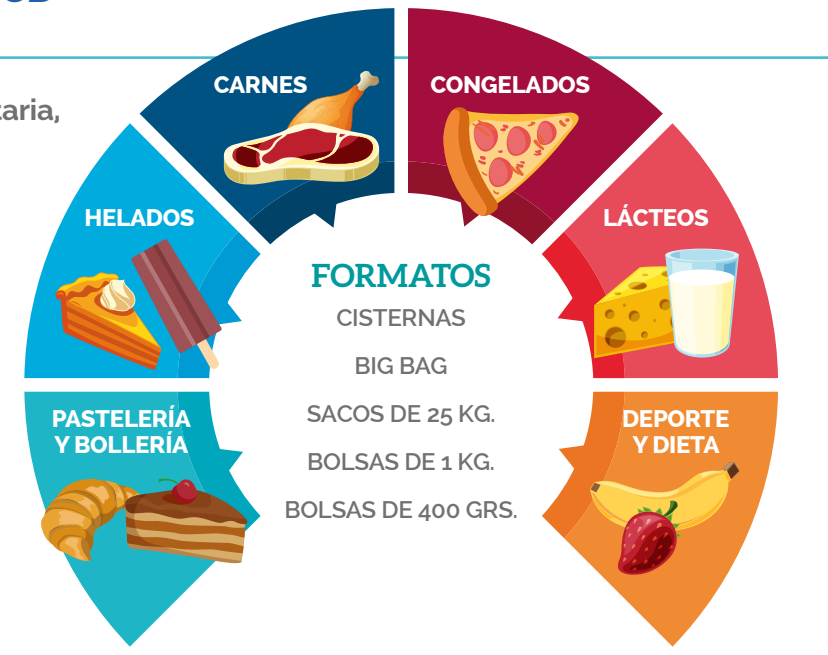 taria,
CARNES
CONGELADOS
HELADOS
LÁCTEOS
FORMATOS
CISTERNAS
BIG BAG
SACOS DE 25 KG.
BOLSAS DE 1 KG.
BOLSAS DE 400 GRS.
PASTELERÍA
Y BOLLERÍA
DEPORTE
Y DIETA